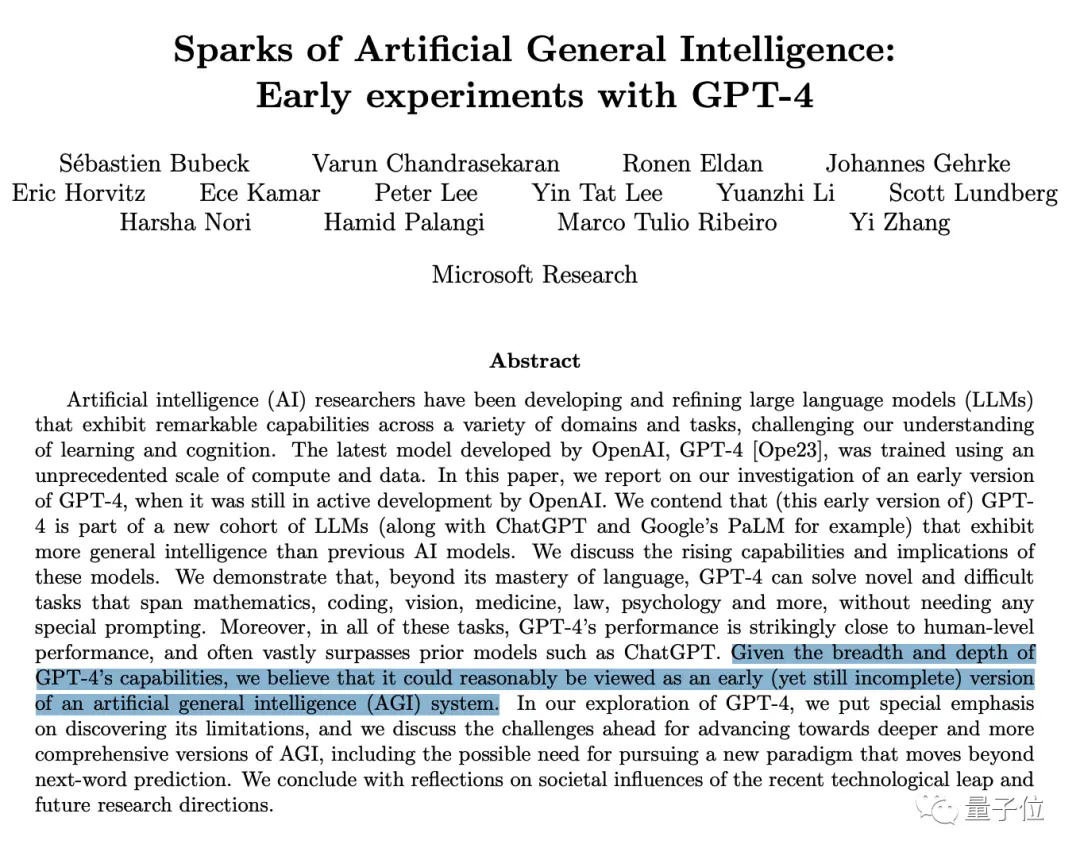 Sparks of Artificial General Intelligence:
Early experiments with GPT-4
Sébastien Bubeck Varun Chandrasekaran Ronen Eldan Johannes Gehrke
Eric Horvitz Ece Kamar Peter Lee Yin Tat Lee Yuanzhi Li Scott Lundberg
Harsha Nori Hamid Palangi Marco Tulio Ribeiro Yi Zhang
Microsoft Research
Abstract
Artificial intelligence (AI) researchers have been developing and refining large language models (LLMs)
that exhibit remarkable capabilities across a variety of domains and tasks, challenging our understanding
of learning and cognition. The latest model developed by OpenAI, GPT-4 [Ope23], was trained using an
unprecedented scale of compute and data. In this paper, we report on our investigation of an early version
of GPT-4, when it was still in active development by OpenAI. We contend that (this early version of) GPT-
4 is part of a new cohort of LLMs (along with ChatGPT and Google's PaLM for example) that exhibit
more general intelligence than previous AI models. We discuss the rising capabilities and implications of
these models. We demonstrate that, beyond its mastery of language, GPT-4 can solve novel and difficult
tasks that span mathematics, coding, vision, medicine, law, psychology and more, without needing any
special prompting. Moreover, in all of these tasks, GPT-4's performance is strikingly close to human-level
performance, and often vastly surpasses prior models such as ChatGPT. Given the breadth and depth of
GPT-4's capabilities, we believe that it could reasonably be viewed as an early (yet still incomplete) version
of an artificial general intelligence (AGI) system. In our exploration of GPT-4, we put special emphasis
on discovering its limitations, and we discuss the challenges ahead for advancing towards deeper and more
comprehensive versions of AGI, including the possible need for pursuing a new paradigm that moves beyond
next-word prediction. We conclude with reflections on societal influences of the recent technological leap and
future research directions.
量子位